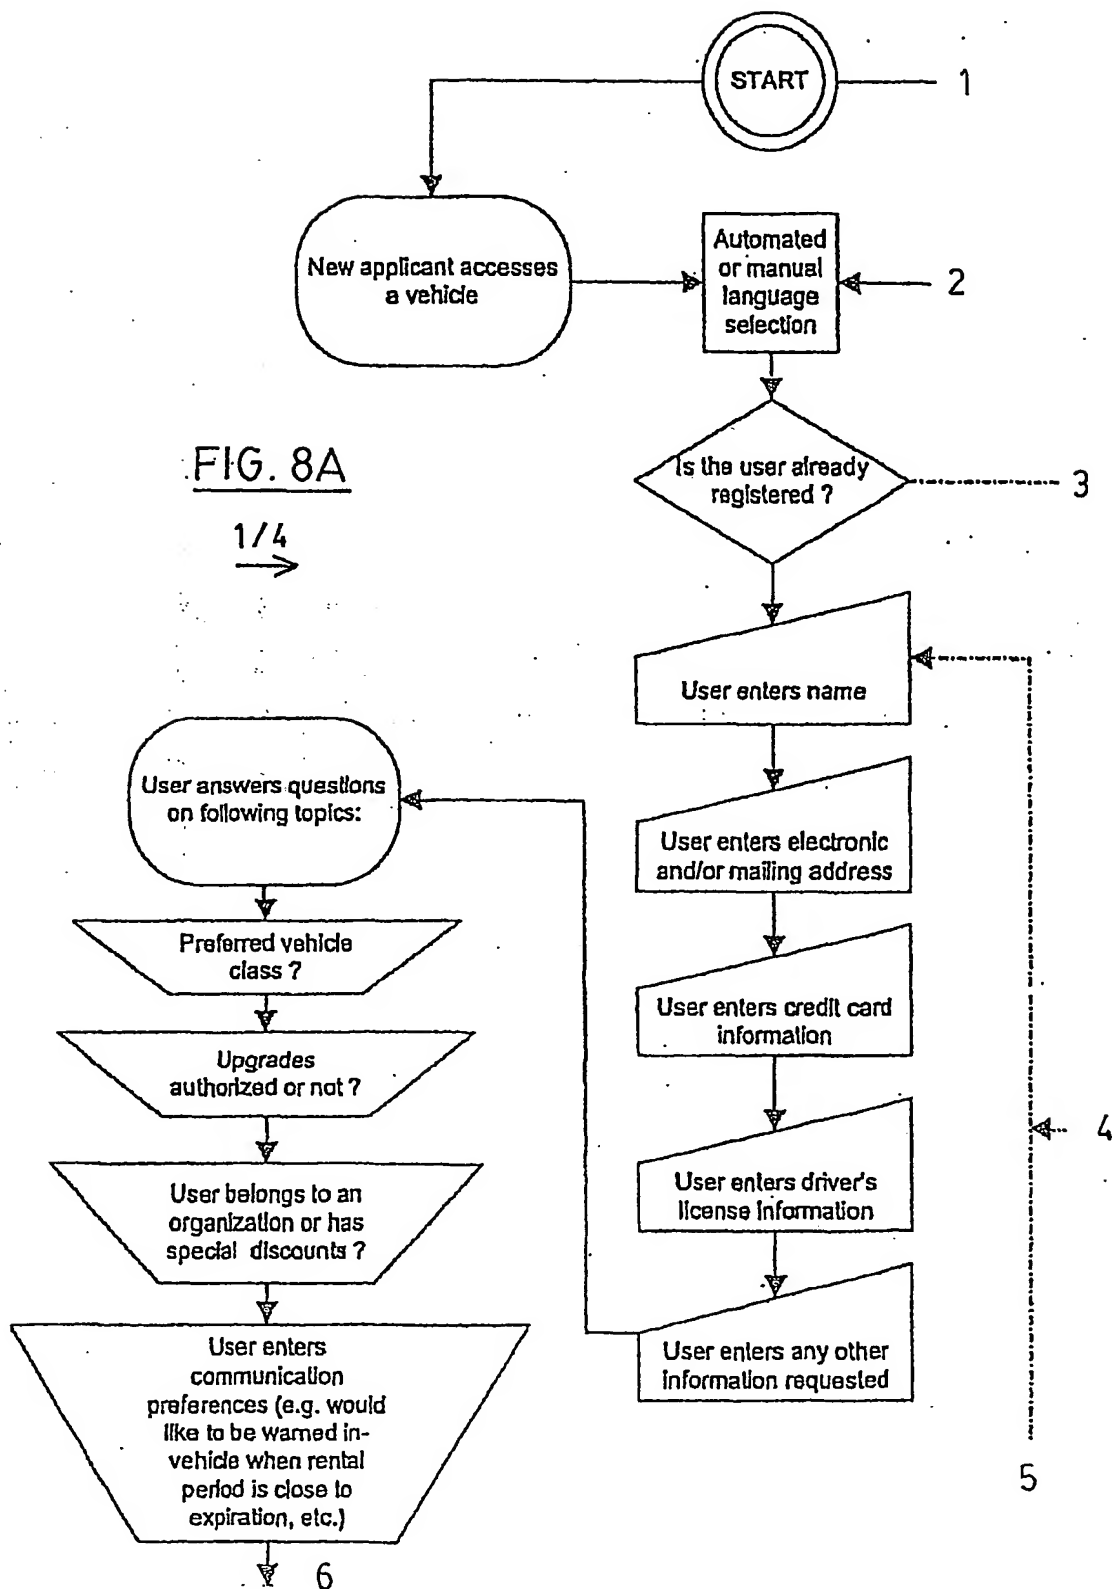 START
1
New applicant accesses
a vehicle
Automated
or manual
language
selection
2
FIG. 8A
1/4
Is the user already
registered ?
3
User enters name
User answers questions
on following topics:
User enters electronic
and/or mailing address
Preferred vehicle
class ?
User enters credit card
information
Upgrades
authorized or not ?
4
User enters driver's
license information
User belongs to an
organization or has
special discounts ?
User enters any other
information requested
User enters
communication
preferences (e.g. would
like to be warned in-
vehicle when rental
period is close to
expiration, etc.)
5
6